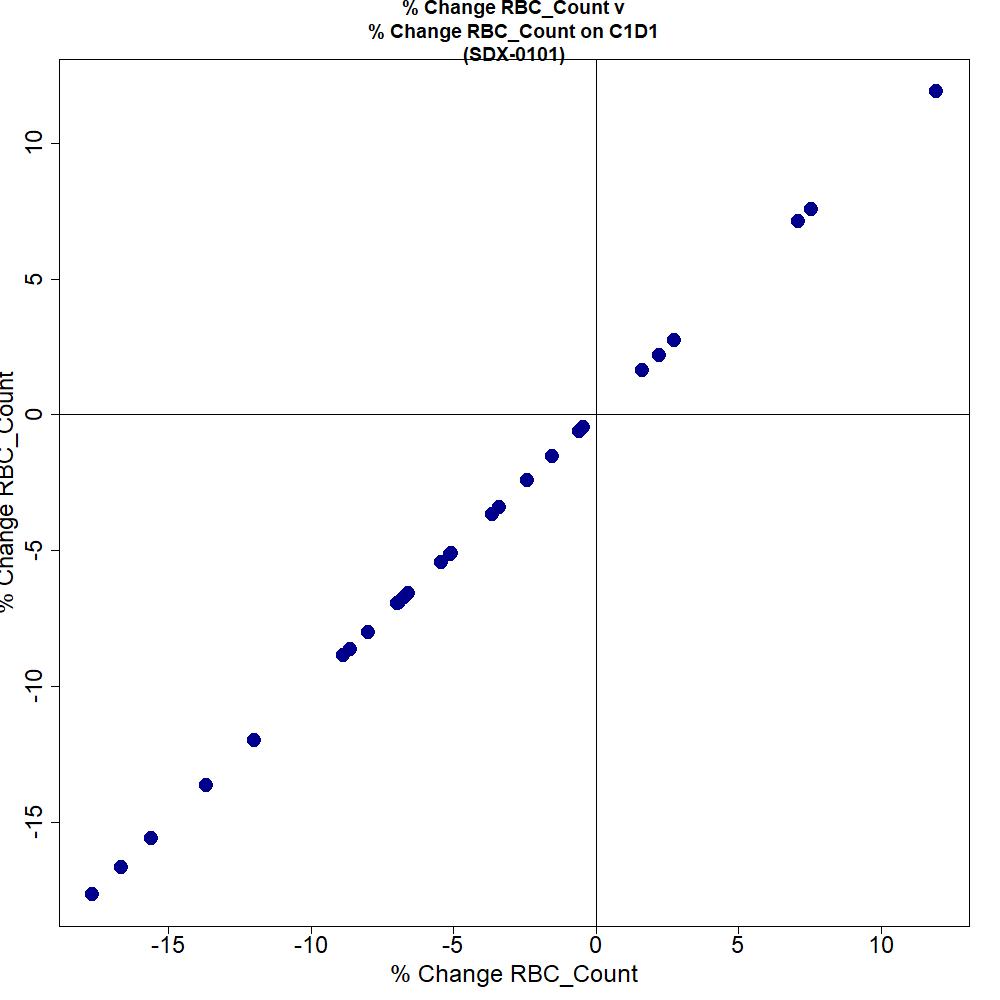 % Change RBC_Count v
% Change RBC_Count on C1D1
(SDX-0101)
% Change RBC_Count
10
5
0
-5
-10
-15
-15
-10
-5
0
5
10
% Change RBC_Count